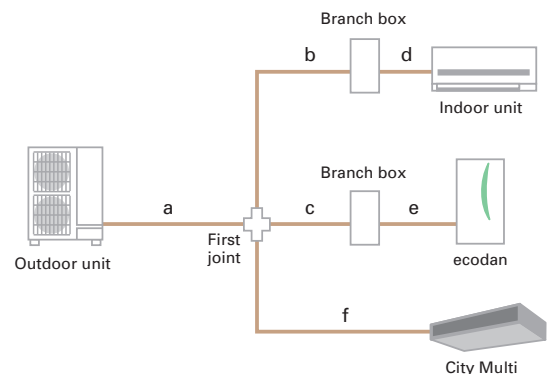 Branch box
b
d
Indoor unit
Branch box
a
c
e
First
joint
Outdoor unit
ecodan
f
City Multi